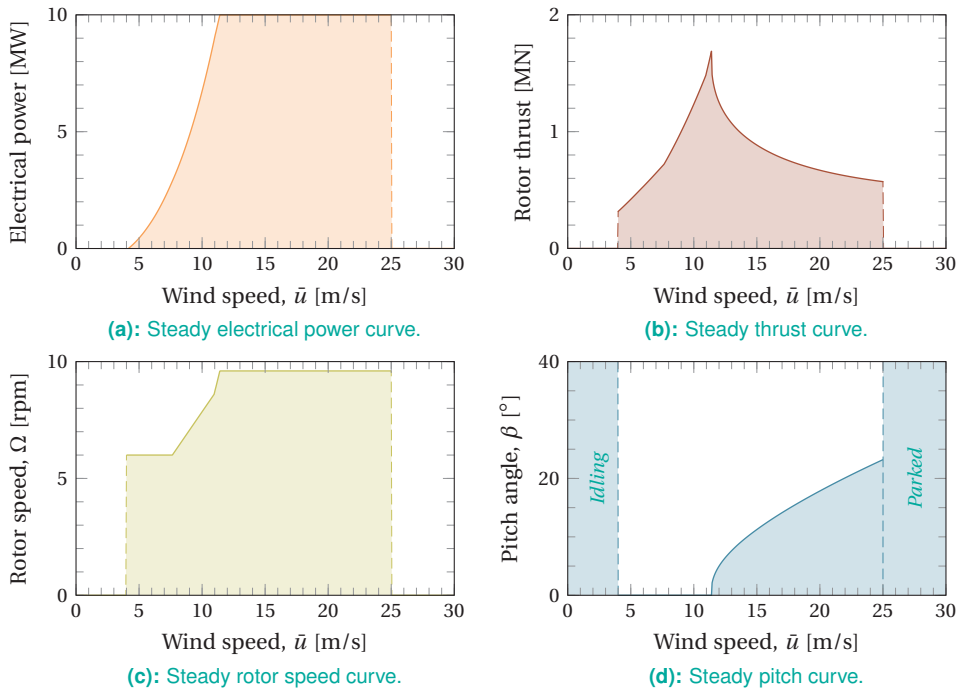 Electrical power [MW]
10
5
0
0 5 10 15 20 25 30
Wind speed, ū [m/s]
(a): Steady electrical power curve.
Rotor thrust [MN]
2
1
0
0 5 10 15 20 25 30
Wind speed, ū [m/s]
(b): Steady thrust curve.
Rotor speed, Ω [rpm]
10
5
0
0 5 10 15 20 25 30
Wind speed, ū [m/s]
(c): Steady rotor speed curve.
Pitch angle, β [°]
40
20
0
Idling
Parked
0 5 10 15 20 25 30
Wind speed, ū [m/s]
(d): Steady pitch curve.